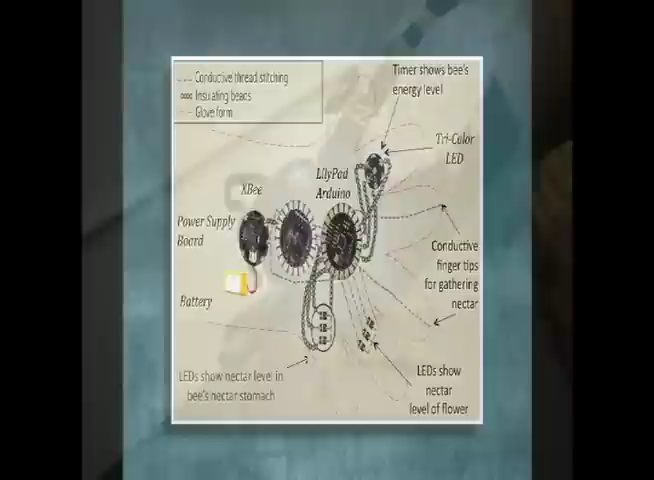 Conductive thread stitching
Insulating beads
Glove form
Timer shows bee's
energy level
Tri-Color
LED
LilyPad
Arduino
XBee
Power Supply
Board
Battery
Conductive
finger tips
for gathering
nectar
LEDs show nectar level in
bee's nectar stomach
LEDs show
nectar
level of flower